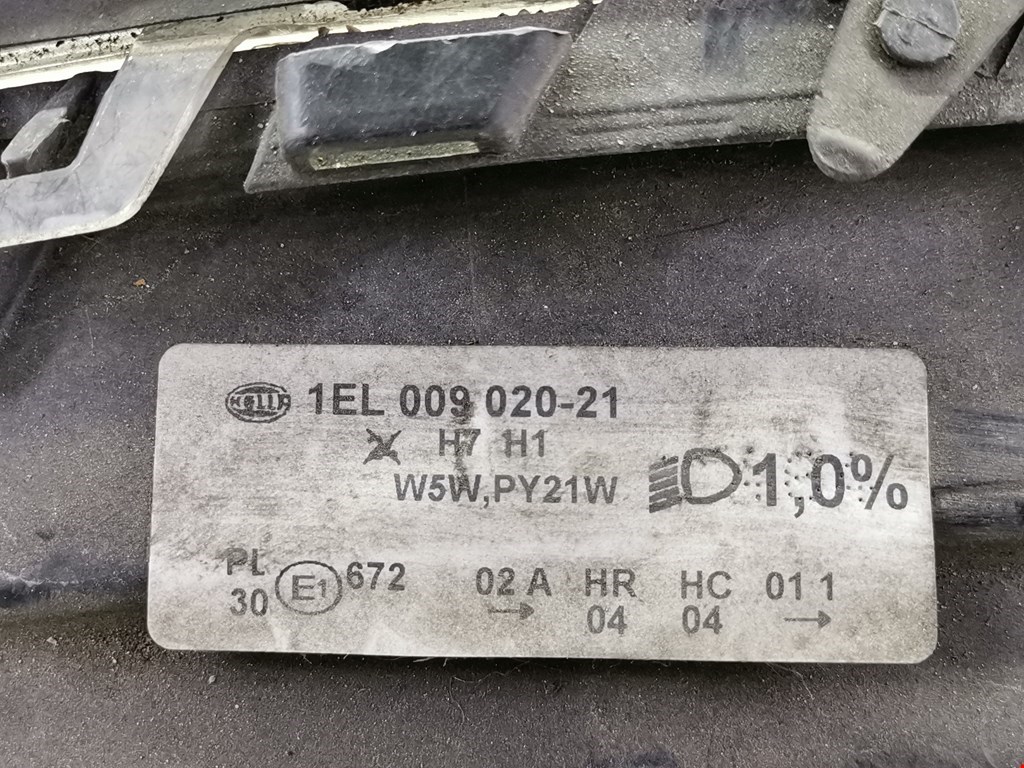 HELLA 1EL 009 020-21
H7 H1
W5W,PY21W
1,0%
PL 30 E1 672 02 A HR 04 HC 04 01 1